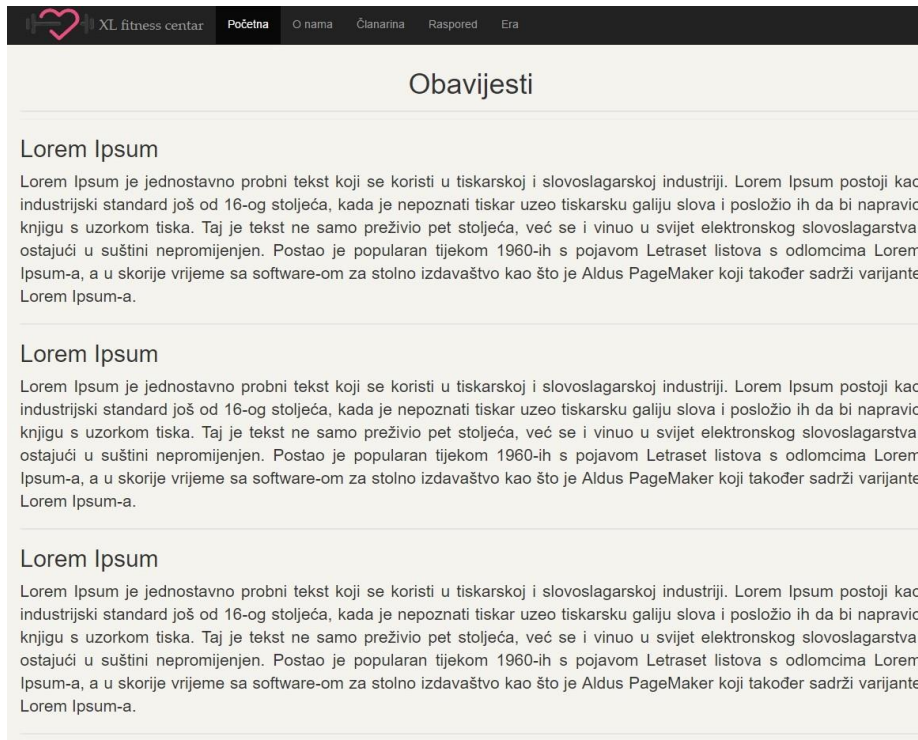 XL fitness centar Početna O nama Članarina Raspored Era
Obavijesti
Lorem Ipsum
Lorem Ipsum je jednostavno probni tekst koji se koristi u tiskarskoj i slovoslagarskoj industriji. Lorem Ipsum postoji kao
industrijski standard još od 16-og stoljeća, kada je nepoznati tiskar uzeo tiskarsku galiju slova i posložio ih da bi napravio
knjigu s uzorkom tiska. Taj je tekst ne samo preživio pet stoljeća, već se i vinuo u svijet elektronskog slovoslagarstva
ostajući u suštini nepromijenjen. Postao je popularan tijekom 1960-ih s pojavom Letraset listova s odlomcima Lorem
Ipsum-a, a u skorije vrijeme sa software-om za stolno izdavaštvo kao što je Aldus PageMaker koji također sadrži varijante
Lorem Ipsum-a.
Lorem Ipsum
Lorem Ipsum je jednostavno probni tekst koji se koristi u tiskarskoj i slovoslagarskoj industriji. Lorem Ipsum postoji kao
industrijski standard još od 16-og stoljeća, kada je nepoznati tiskar uzeo tiskarsku galiju slova i posložio ih da bi napravio
knjigu s uzorkom tiska. Taj je tekst ne samo preživio pet stoljeća, već se i vinuo u svijet elektronskog slovoslagarstva
ostajući u suštini nepromijenjen. Postao je popularan tijekom 1960-ih s pojavom Letraset listova s odlomcima Lorem
Ipsum-a, a u skorije vrijeme sa software-om za stolno izdavaštvo kao što je Aldus PageMaker koji također sadrži varijante
Lorem Ipsum-a.
Lorem Ipsum
Lorem Ipsum je jednostavno probni tekst koji se koristi u tiskarskoj i slovoslagarskoj industriji. Lorem Ipsum postoji kao
industrijski standard još od 16-og stoljeća, kada je nepoznati tiskar uzeo tiskarsku galiju slova i posložio ih da bi napravio
knjigu s uzorkom tiska. Taj je tekst ne samo preživio pet stoljeća, već se i vinuo u svijet elektronskog slovoslagarstva
ostajući u suštini nepromijenjen. Postao je popularan tijekom 1960-ih s pojavom Letraset listova s odlomcima Lorem
Ipsum-a, a u skorije vrijeme sa software-om za stolno izdavaštvo kao što je Aldus PageMaker koji također sadrži varijante
Lorem Ipsum-a.